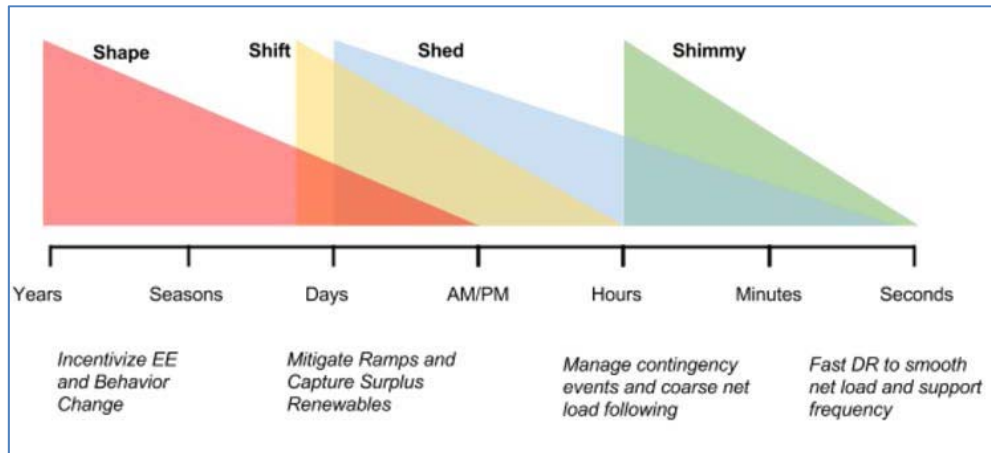 Shape
Shift
Shed
Shimmy
Years
Seasons
Days
AM/PM
Hours
Minutes
Seconds
Incentivize EE
and Behavior
Change
Mitigate Ramps and
Capture Surplus
Renewables
Manage contingency
events and coarse net
load following
Fast DR to smooth
net load and support
frequency